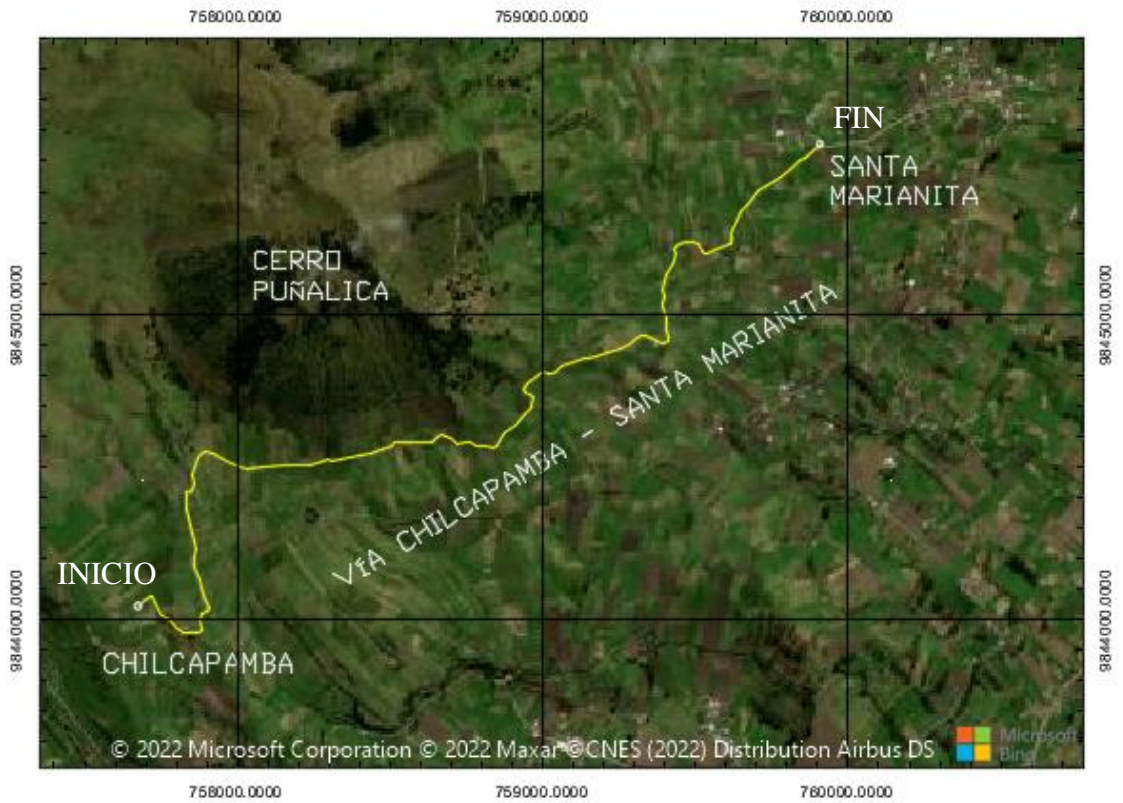 758000.0000
759000.0000
760000.0000
FIN
SANTA
MARIANITA
CERRO
PUÑALICA
9845000.0000
9845000.0000
VÍA CHILCAPAMBA - SANTA MARIANITA
INICIO
9844000.0000
9844000.0000
CHILCAPAMBA
© 2022 Microsoft Corporation © 2022 Maxar ©CNES (2022) Distribution Airbus DS
Microsoft
Bing
758000.0000
759000.0000
760000.0000